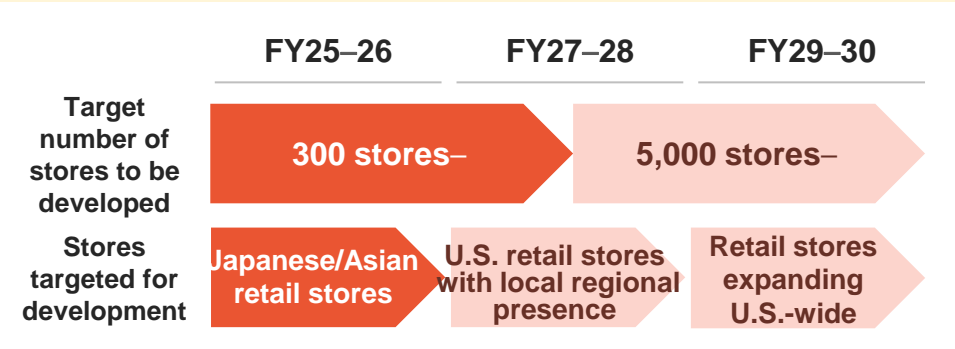 FY25–26
FY27–28
FY29–30
Target
number of
stores to be
developed
300 stores–
5,000 stores–
Stores
targeted for
development
Japanese/Asian
retail stores
U.S. retail stores
with local regional
presence
Retail stores
expanding
U.S.-wide